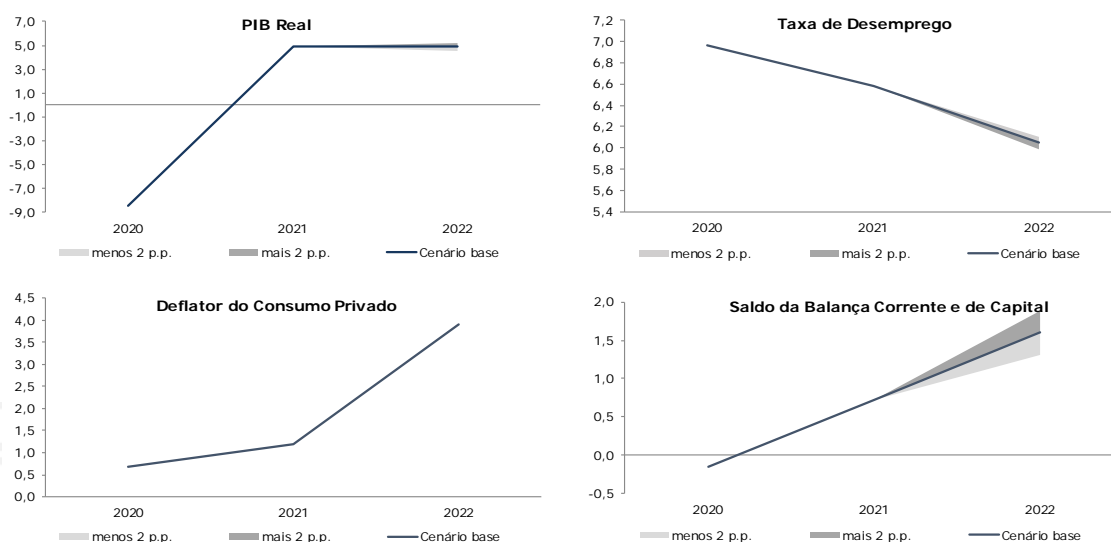 PIB Real
7,0
5,0
3,0
1,0
-1,0
-3,0
-5,0
-7,0
-9,0
2020 2021 2022
menos 2 p.p. mais 2 p.p. Cenário base
Taxa de Desemprego
7,2
7,0
6,8
6,6
6,4
6,2
6,0
5,8
5,6
5,4
2020 2021 2022
menos 2 p.p. mais 2 p.p. Cenário base
Deflator do Consumo Privado
4,5
4,0
3,5
3,0
2,5
2,0
1,5
1,0
0,5
0,0
2020 2021 2022
menos 2 p.p. mais 2 p.p. Cenário base
Saldo da Balança Corrente e de Capital
2,0
1,5
1,0
0,5
0,0
-0,5
2020 2021 2022
menos 2 p.p. mais 2 p.p. Cenário base